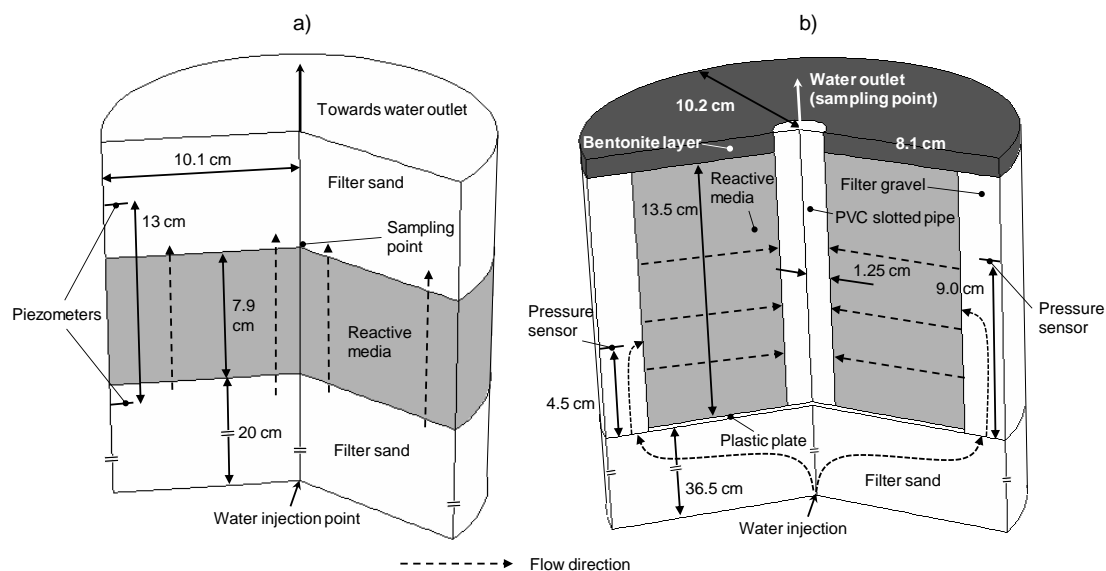 a)
Towards water outlet
10.1 cm
Filter sand
13 cm
Sampling
point
7.9
cm
Piezometers
Reactive
media
20 cm
Filter sand
Water injection point
b)
Water outlet
(sampling point)
10.2 cm
Bentonite layer
8.1 cm
Reactive
media
Filter gravel
13.5 cm
PVC slotted pipe
1.25 cm
9.0 cm
Pressure
sensor
Pressure
sensor
4.5 cm
Plastic plate
36.5 cm
Filter sand
Water injection
Flow direction